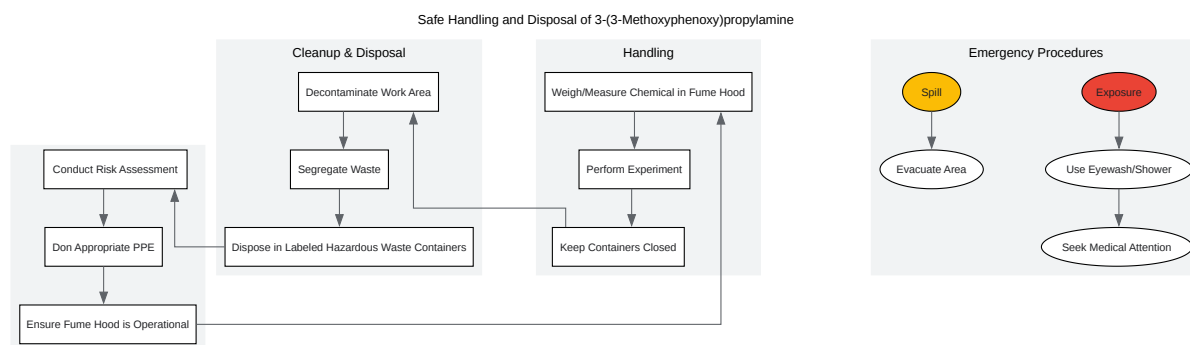 Safe Handling and Disposal of 3-(3-Methoxyphenoxy)propylamine
Cleanup & Disposal
Handling
Emergency Procedures
Decontaminate Work Area
Weigh/Measure Chemical in Fume Hood
Spill
Exposure
Conduct Risk Assessment
Segregate Waste
Perform Experiment
Evacuate Area
Use Eyewash/Shower
Don Appropriate PPE
Dispose in Labeled Hazardous Waste Containers
Keep Containers Closed
Seek Medical Attention
Ensure Fume Hood is Operational